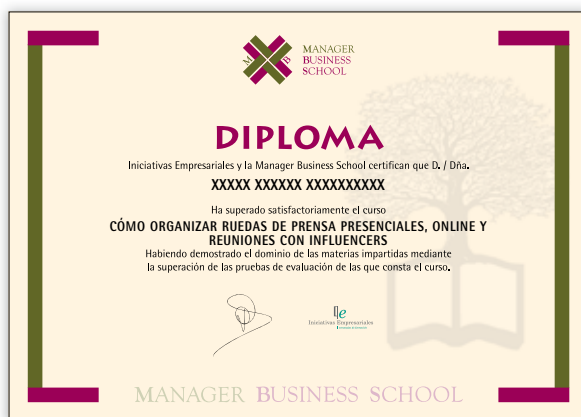 M B
MANAGER
BUSINESS
SCHOOL
DIPLOMA
Iniciativas Empresariales y la Manager Business School certifican que D. / Dña.
XXXXX XXXXXX XXXXXXXXXX
Ha superado satisfactoriamente el curso
CÓMO ORGANIZAR RUEDAS DE PRENSA PRESENCIALES, ONLINE Y
REUNIONES CON INFLUENCERS
Habiendo demostrado el dominio de las materias impartidas mediante
la superación de las pruebas de evaluación de las que consta el curso.
Ie
Iniciativas Empresariales
MANAGER BUSINESS SCHOOL